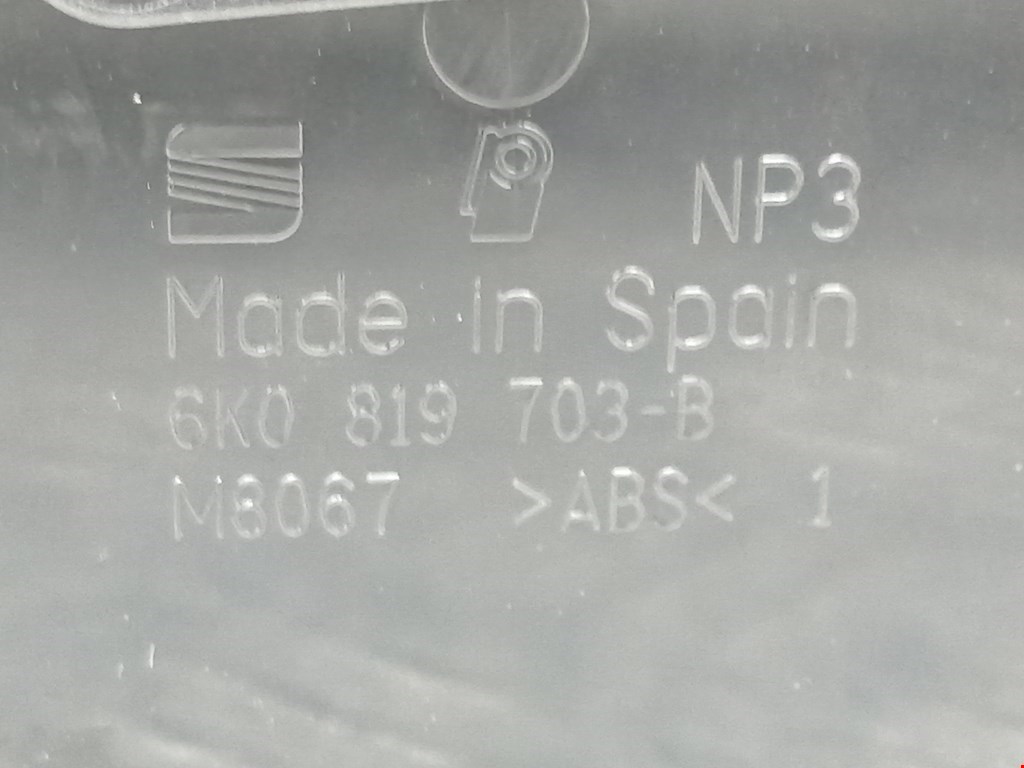 NP3
Made in Spain
6K0 819 703-B
M8067 >ABS< 1